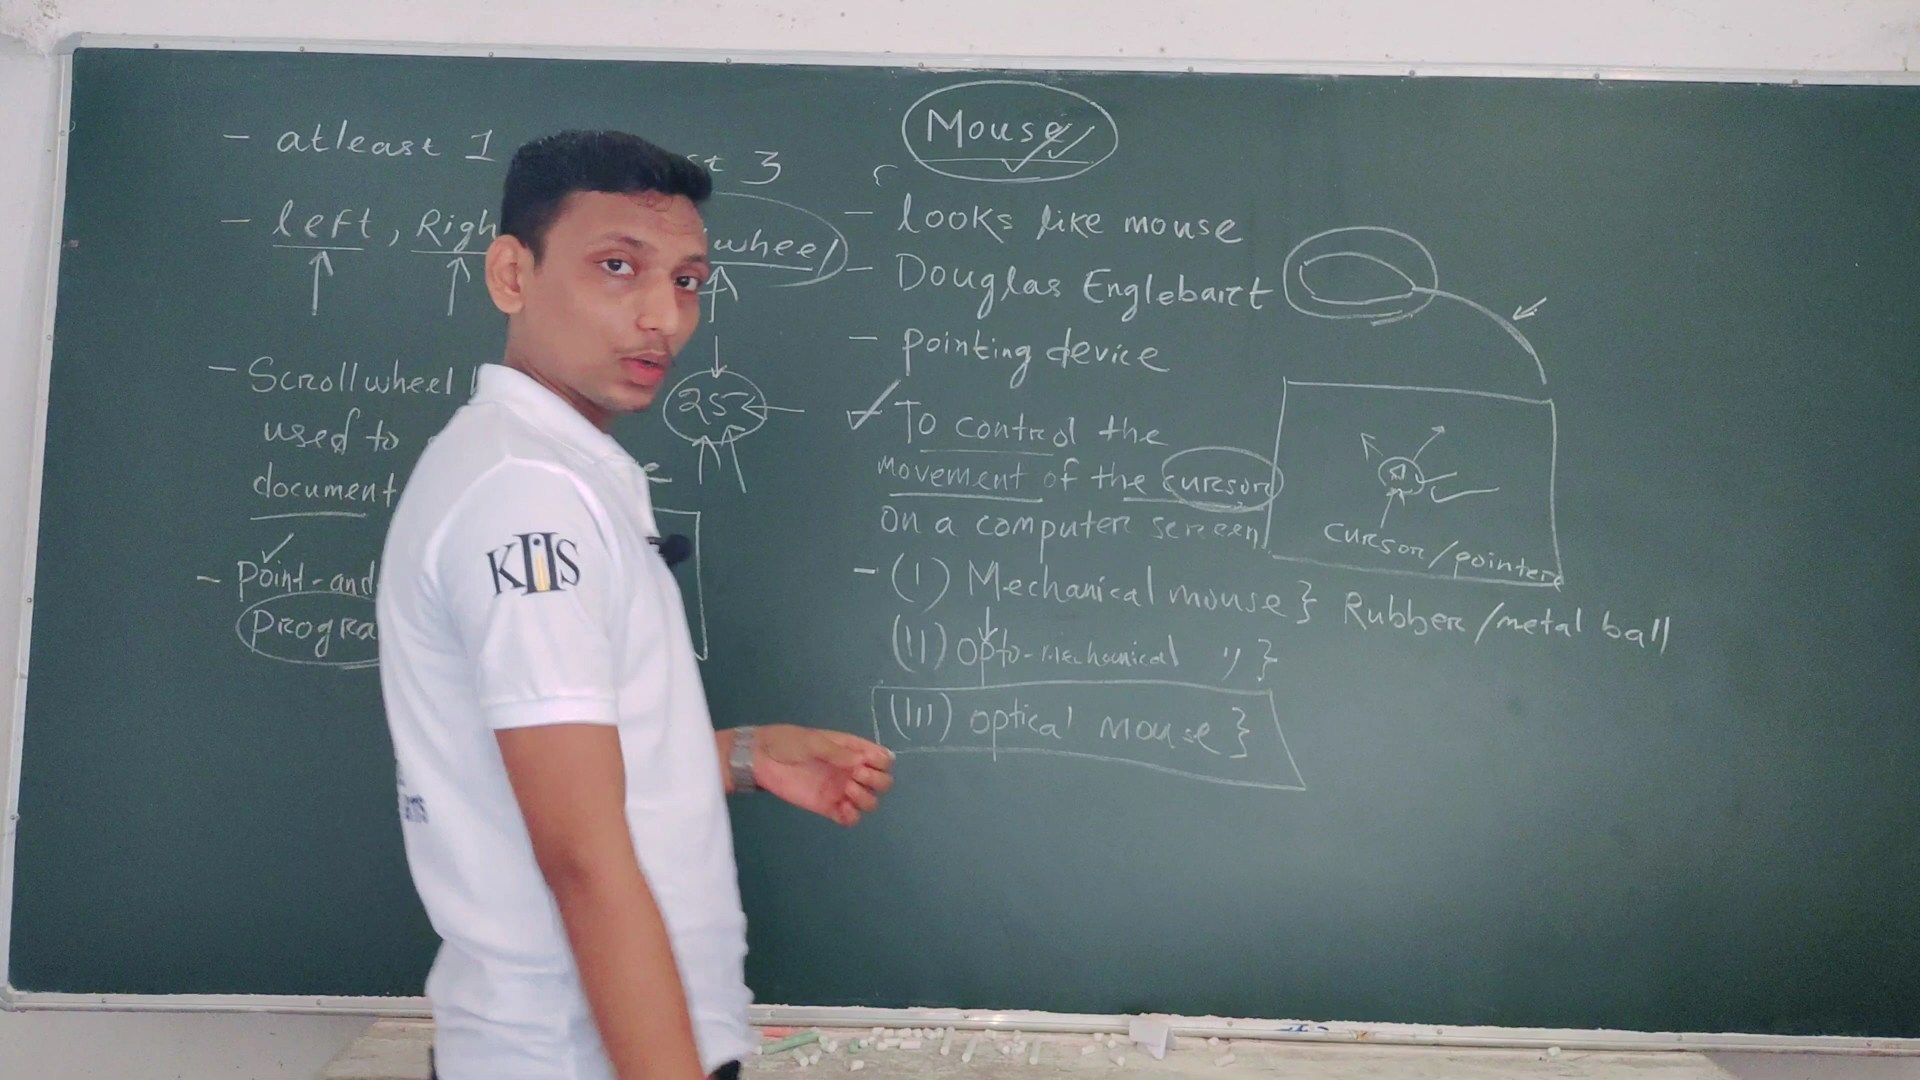 - atleast 1
st 3
- left, Righ
wheel
- Scrollwheel
25
used to
document
- Point-and
Progra
KIIS
Mouse
- looks like mouse
- Douglas Englebart
- pointing device
- To control the
movement of the cursor
on a computer screen
cursor/pointer
- (I) Mechanical mouse} Rubber/metal ball
(II) Opto-mechanical " }
(III) optical mouse}